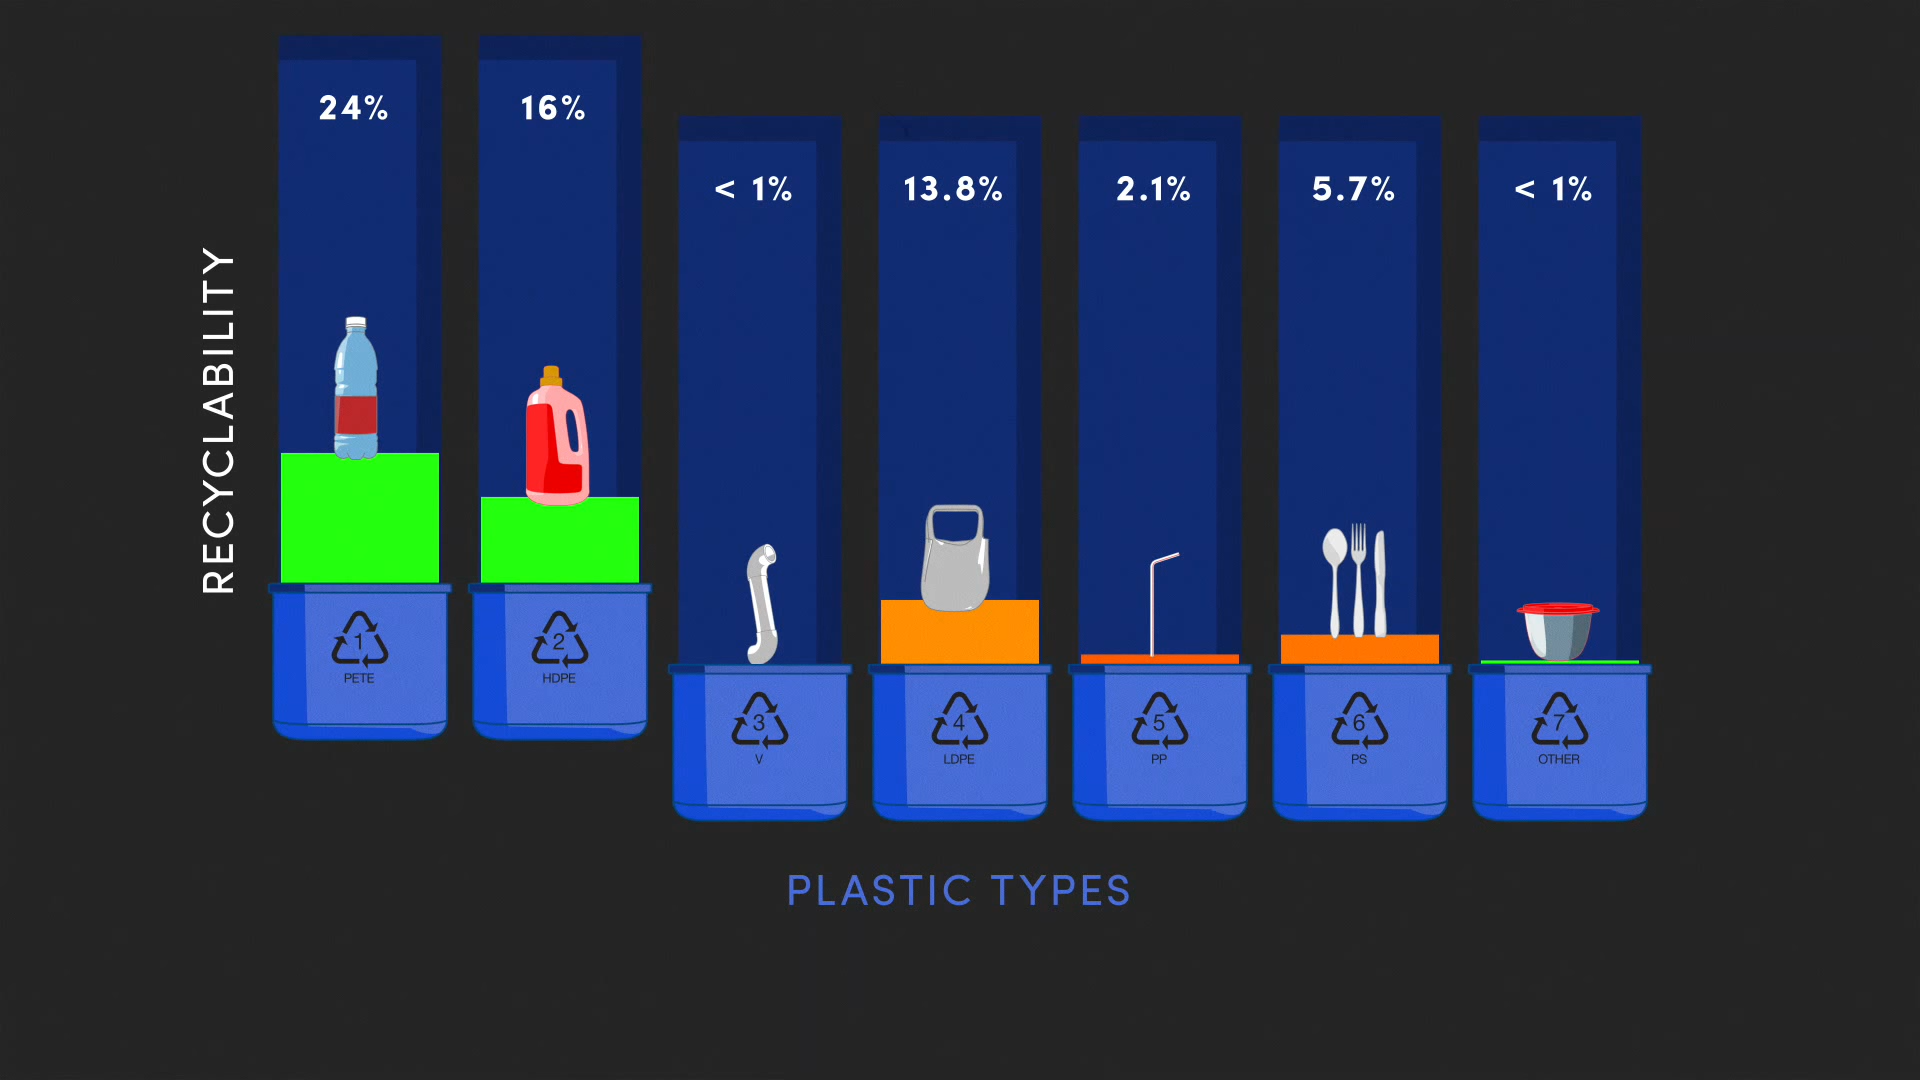 24%
16%
< 1%
13.8%
2.1%
5.7%
< 1%
RECYCLABILITY
1
PETE
2
HDPE
3
V
4
LDPE
5
PP
6
PS
7
OTHER
PLASTIC TYPES